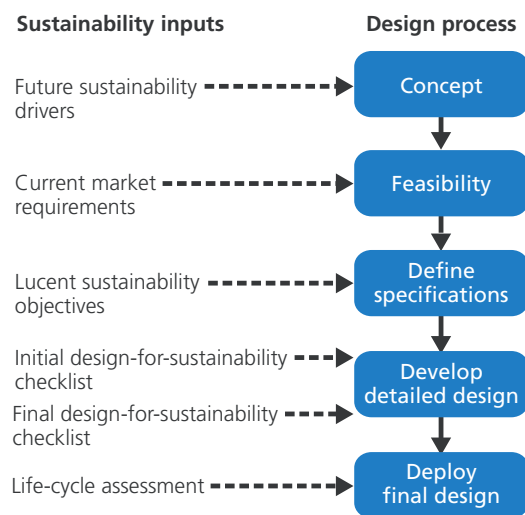 Sustainability inputs
Design process
Future sustainability
drivers
Concept
Current market
requirements
Feasibility
Lucent sustainability
objectives
Define
specifications
Initial design-for-sustainability
checklist
Final design-for-sustainability
checklist
Develop
detailed design
Life-cycle assessment
Deploy
final design